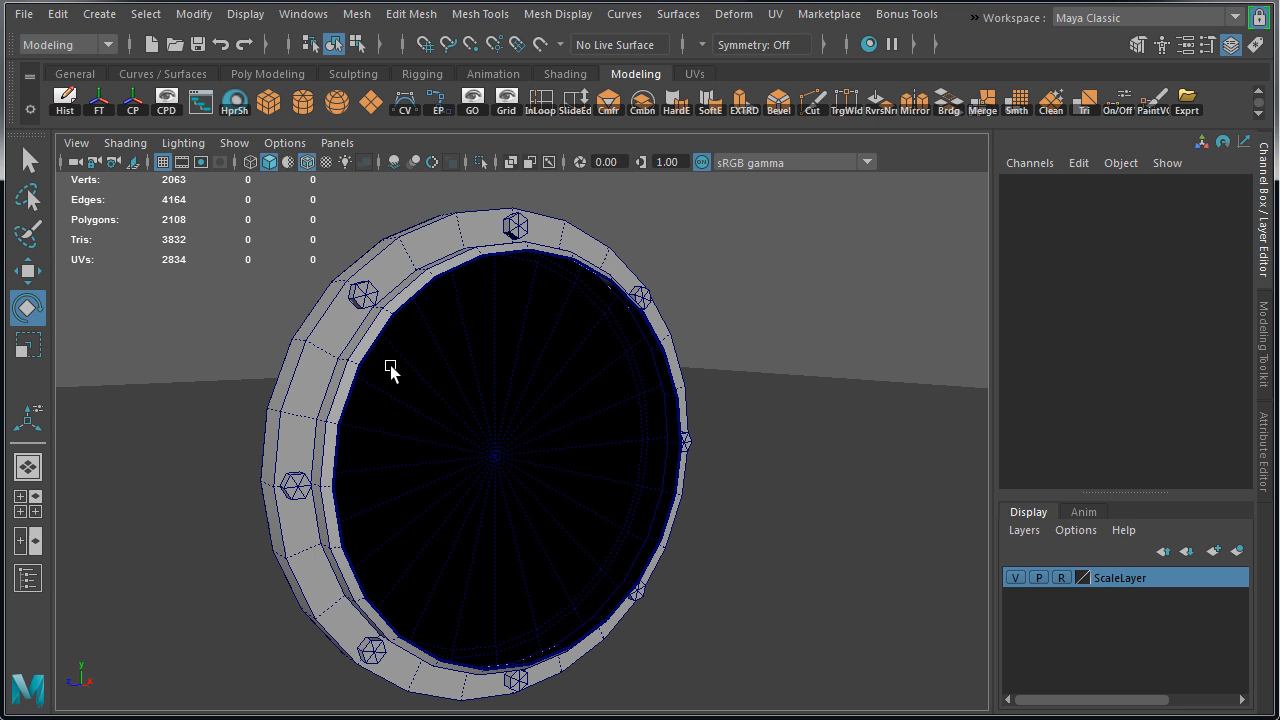 File Edit Create Select Modify Display Windows Mesh Edit Mesh Mesh Tools Mesh Display Curves Surfaces Deform UV Marketplace Bonus Tools » Workspace : Maya Classic
Modeling No Live Surface Symmetry: Off
General Curves / Surfaces Poly Modeling Sculpting Rigging Animation Shading Modeling UVs
Hist FT CP CPD HprSh CV EP GO Grid InLoop SlideEd Cmfr Cmbn HardE SoftE EXTRD Bevel Cut TrgWld RvrsNr Mirror Brdg Merge Smth Clean Tri On/Off PaintVC Exprt
View Shading Lighting Show Options Panels
0.00 1.00 ON sRGB gamma
Verts: 2063 0 0
Edges: 4164 0 0
Polygons: 2108 0 0
Tris: 3832 0 0
UVs: 2834 0 0
y
z x
Channels Edit Object Show
Channel Box / Layer Editor
Modeling Toolkit
Attribute Editor
Display Anim
Layers Options Help
V P R ScaleLayer
M